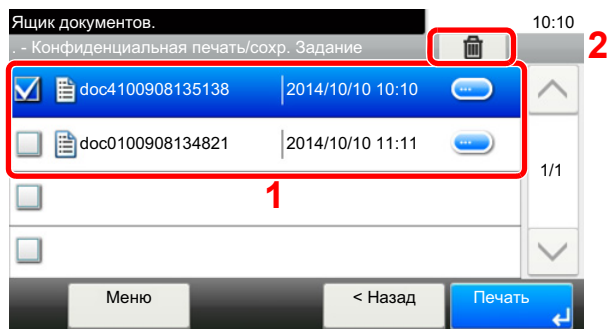 Ящик документов.
10:10
. - Конфиденциальная печать/сохр. Задание
2
doc4100908135138 2014/10/10 10:10
doc0100908134821 2014/10/10 11:11
1/1
1
Меню
< Назад
Печать